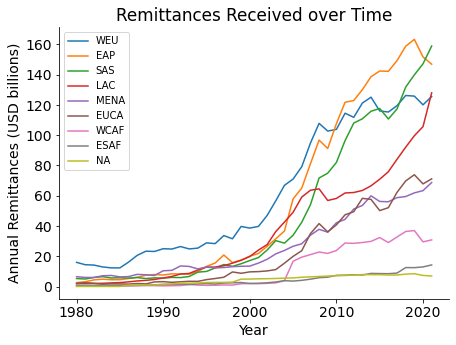 Remittances Received over Time
Annual Remittances (USD billions)
160
140
120
100
80
60
40
20
0
WEU
EAP
SAS
LAC
MENA
EUCA
WCAF
ESAF
NA
1980
1990
2000
2010
2020
Year